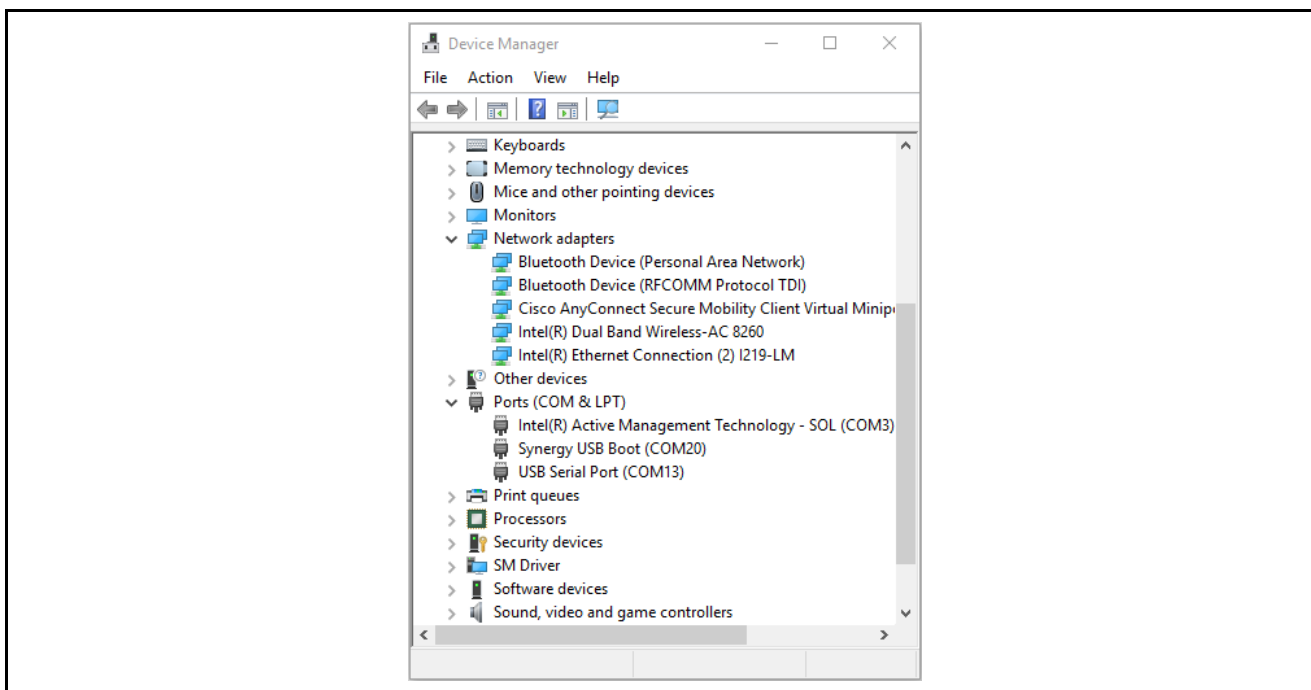 Device Manager
File Action View Help
Keyboards
Memory technology devices
Mice and other pointing devices
Monitors
Network adapters
Bluetooth Device (Personal Area Network)
Bluetooth Device (RFCOMM Protocol TDI)
Cisco AnyConnect Secure Mobility Client Virtual
Intel(R) Dual Band Wireless-AC 8260
Intel(R) Ethernet Connection (2) I219-LM
Other devices
Ports (COM & LPT)
Intel(R) Active Management Technology - SOL (COM3)
Synergy USB Boot (COM20)
USB Serial Port (COM13)
Print queues
Processors
Security devices
SM Driver
Software devices
Sound, video and game controllers